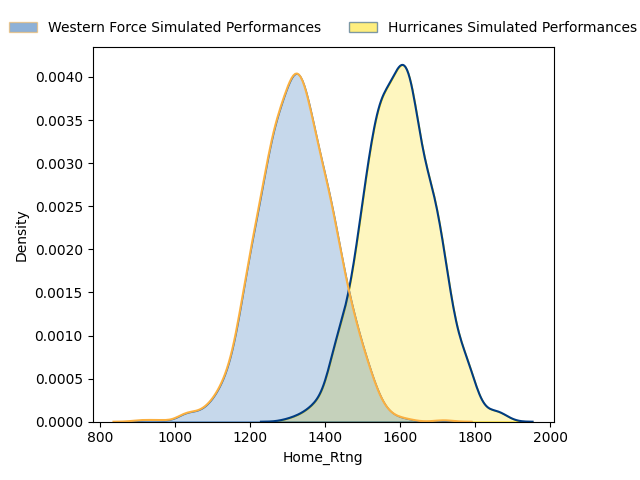 Western Force Simulated Performances Hurricanes Simulated Performances
0.0040
0.0035
0.0030
0.0025
0.0020
0.0015
0.0010
0.0005
0.0000
Density
800 1000 1200 1400 1600 1800 2000
Home_Rtng